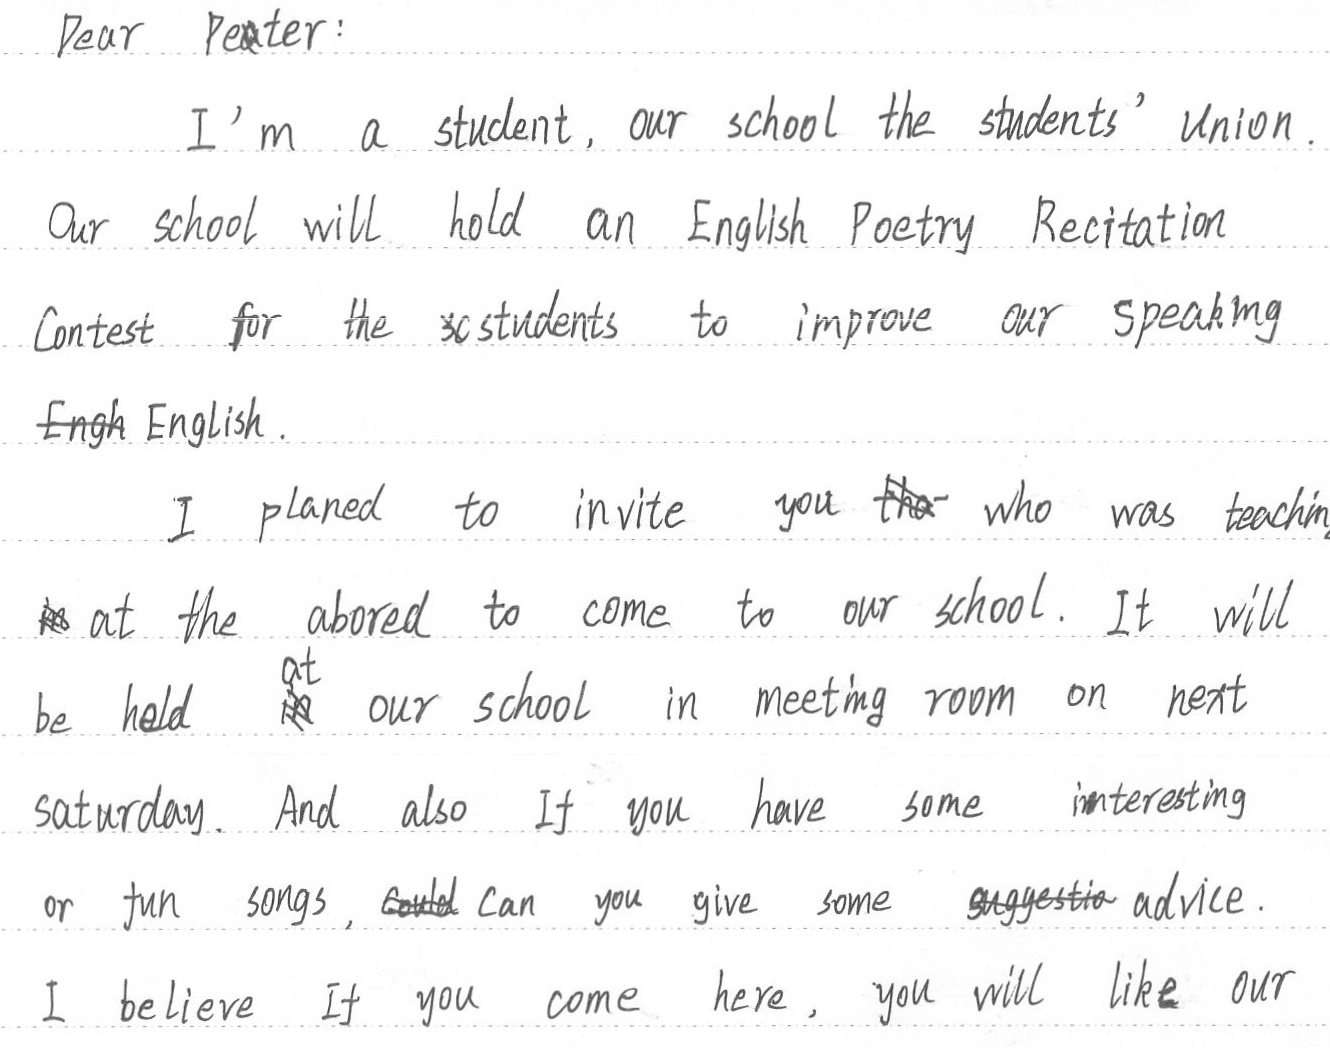 Dear Peater:
I'm a student, our school the students' Union.
Our school will hold an English Poetry Recitation
Contest for the students to improve our speaking
English.
I planed to invite you who was teaching
at the abored to come to our school. It will
be held at our school in meeting room on next
saturday. And also If you have some interesting
or fun songs, can you give some advice.
I believe If you come here, you will like our